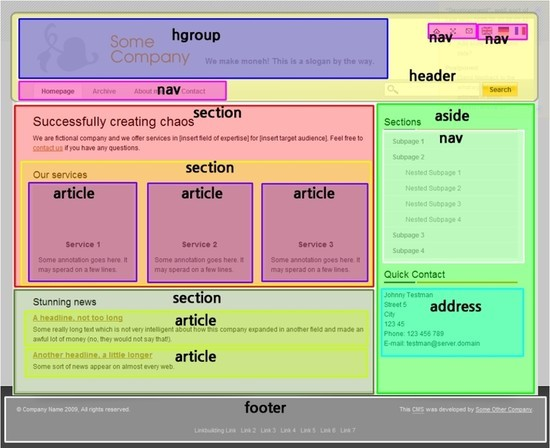 hgroup
Some
Company
We make moneh! This is a slogan by the way.
nav
nav
header
Homepage
Archive
About
nav
Contact
Search
section
Successfully creating chaos
We are fictional company and we offer services in [insert field of expertise] for [insert target audience]. Feel free to
contact us if you have any questions.
section
Our services
article
article
article
Service 1
Service 2
Service 3
Some annotation goes here. It
may sperad on a few lines.
Some annotation goes here. It
may sperad on a few lines.
Some annotation goes here. It
may sperad on a few lines.
section
Stunning news
A headline, not too long
article
Some really long text which is not very intelligent about how this company expanded in another field and made an
awful lot of money (no, they would not say that!).
Another headline, a little longer
article
Some sort of news appear on almost every web.
aside
Sections
nav
Subpage 1
Subpage 2
Nested Subpage 1
Nested Subpage 2
Nested Subpage 3
Nested Subpage 4
Subpage 3
Subpage 4
Quick Contact
Johnny Testman
Street 5
City
123 45
Phone: 123 456 789
E-mail: testman@server.domain
address
footer
© Company Name 2009, All rights reserved.
This CMS was developed by Some Other Company.
Linkbuilding Link Link 2 Link 3 Link 4 Link 5 Link 6 Link 7